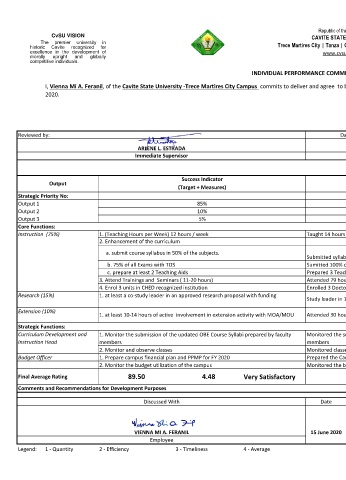 CvSU VISION
The premier university in
historic Cavite recognized for
excellence in the development
of morally upright and globally
competitive individuals.
Republic of the
CAVITE STATE
Trece Martires City | Tanza |
www.cvsu
INDIVIDUAL PERFORMANCE COMMI
I, Vienna MI A. Feranil, of the Cavite State University -Trece Martires City Campus commits to deliver and agree to
2020.
Reviewed by:
Da
ARLENE L. ESTRADA
Immediate Supervisor
Output
Success Indicator
(Target + Measures)
Strategic Priority No:
Output 1 85%
Output 2 10%
Output 3 5%
Core Functions:
Instruction (75%) 1. (Teaching Hours per Week) 12 hours / week Taught 14 hours
2. Enhancement of the curriculum
a. submit course syllabus in 50% of the subjects. Submitted syllab
b. 75% of all Exams with TOS Sumitted 100% o
c. prepare at least 2 Teaching Aids Prepared 3 Teac
3. Attend Trainings and Seminars ( 11-20 hours) Attended 79 hou
4. Enrol 3 units in CHED recognized institution Enrolled 3 Docto
Research (15%) 1. at least a co-study leader in an approved research proposal with funding Study leader in 1
Extension (10%) 1. at least 30-14 hours of active involvement in extension activity with MOA/MOU Attended 30 hou
Strategic Functions:
Curriculum Development and Instruction Head 1. Monitor the submission of the updated OBE Course Syllabi prepared by faculty members Monitored the s members
2. Monitor and observe classes Monitored classe
Budget Officer 1. Prepare campus financial plan and PPMP for FY 2020 Prepared the Ca
2. Monitor the budget utilization of the campus Monitored the b
Final Average Rating 89.50 4.48 Very Satisfactory
Comments and Recommendations for Development Purposes
Discussed With Date
VIENNA MI A. FERANIL 15 June 2020
Employee
Legend: 1 - Quantity 2 - Efficiency 3 - Timeliness 4 - Average